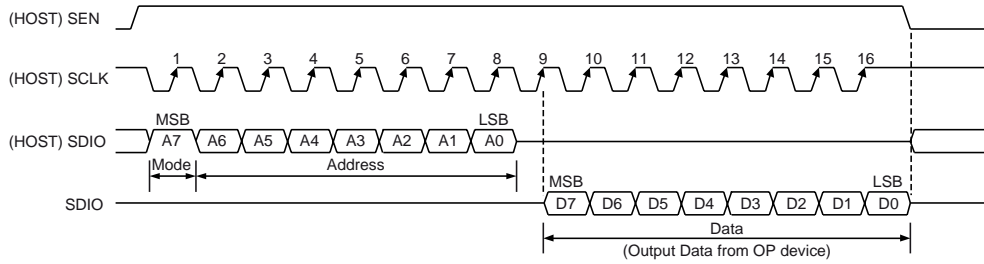 (HOST) SEN
1 2 3 4 5 6 7 8 9 10 11 12 13 14 15 16
(HOST) SCLK
MSB LSB
(HOST) SDIO A7 A6 A5 A4 A3 A2 A1 A0
Mode Address
MSB LSB
SDIO D7 D6 D5 D4 D3 D2 D1 D0
Data
(Output Data from OP device)